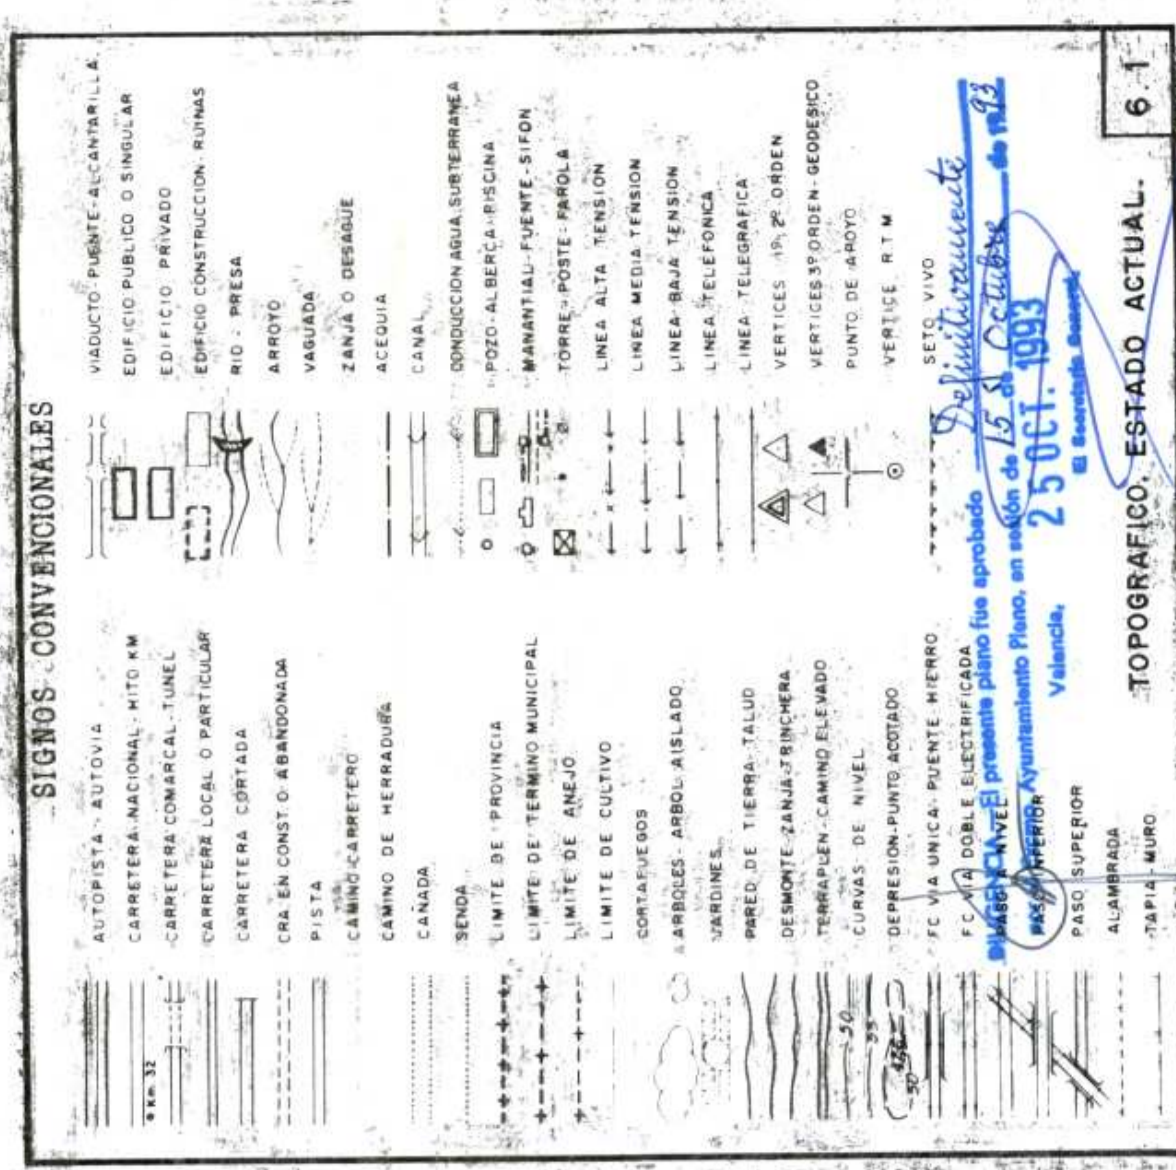 SIGNOS CONVENCIONALES
AUTOPISTA - AUTOVIA
CARRETERA NACIONAL - HITO KM
Km. 32
CARRETERA COMARCAL - TUNEL
CARRETERA LOCAL O PARTICULAR
CARRETERA CORTADA
CRA EN CONST. O ABANDONADA
PISTA
CAMINO CARRETERO
CAMINO DE HERRADURA
CAÑADA
SENDA
LIMITE DE PROVINCIA
LIMITE DE TERMINO MUNICIPAL
LIMITE DE ANEJO
LIMITE DE CULTIVO
CORTAFUEGOS
ARBOLES - ARBOL AISLADO
JARDINES
PARED DE TIERRA - TALUD
DESMONTE - ZANJA - TRINCHERA
TERRAPLEN - CAMINO ELEVADO
CURVAS DE NIVEL
50
DEPRESION - PUNTO ACOTADO
50
FC VIA UNICA - PUENTE HIERRO
FC VIA DOBLE ELECTRIFICADA
PASO A NIVEL
PASO INFERIOR
PASO SUPERIOR
ALAMBRADA
TAPIA - MURO
VIADUCTO - PUENTE - ALCANTARILLA
EDIFICIO PUBLICO O SINGULAR
EDIFICIO PRIVADO
EDIFICIO CONSTRUCCION - RUINAS
RIO - PRESA
ARROYO
VAGUADA
ZANJA O DESAGUE
ACEQUIA
CANAL
CONDUCCION AGUA SUBTERRANEA
POZO - ALBERCA - PISCINA
MANANTIAL - FUENTE - SIFON
TORRE - POSTE - FAROLA
LINEA ALTA TENSION
LINEA MEDIA TENSION
LINEA BAJA TENSION
LINEA TELEFONICA
LINEA TELEGRAFICA
VERTICES 1º, 2º ORDEN
VERTICES 3º ORDEN - GEODESICO
PUNTO DE APOYO
VERTICE R.T.M
SETO VIVO
DILIGENCIA.—El presente plano fue aprobado Definitivamente
Ayuntamiento Pleno, en sesión de 15 de Octubre de 1993
Valencia, 25 OCT. 1993
El Secretario General,
TOPOGRAFICO. ESTADO ACTUAL.
6.1